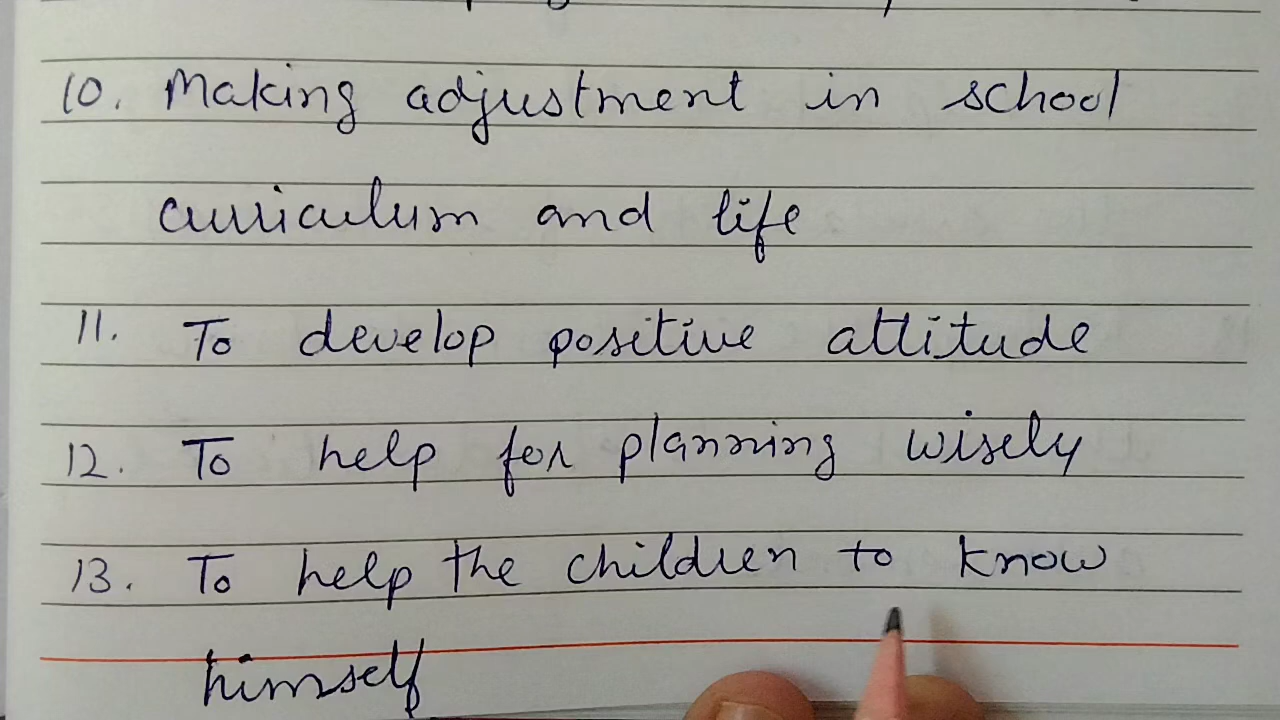 10. Making adjustment in school
curriculum and life
11. To develop positive attitude
12. To help for planning wisely
13. To help the children to know
himself